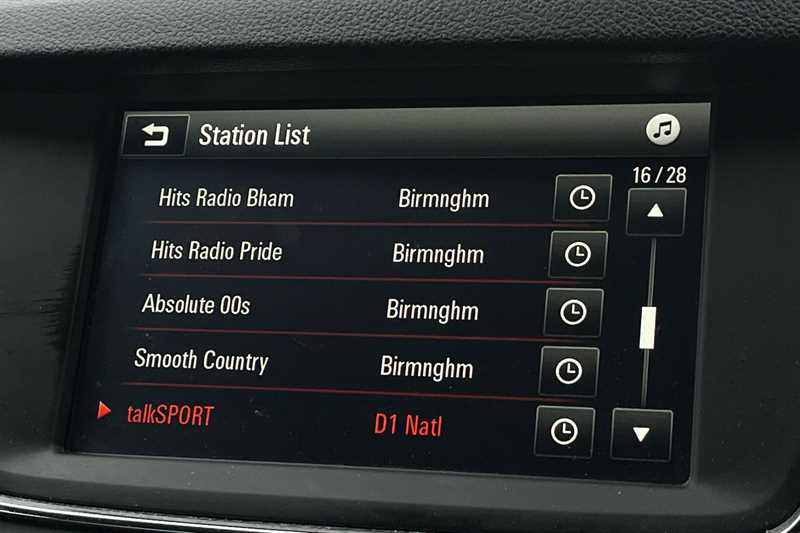 Station List
16 / 28
Hits Radio Bham Birmnghm
Hits Radio Pride Birmnghm
Absolute 00s Birmnghm
Smooth Country Birmnghm
talkSPORT D1 Natl